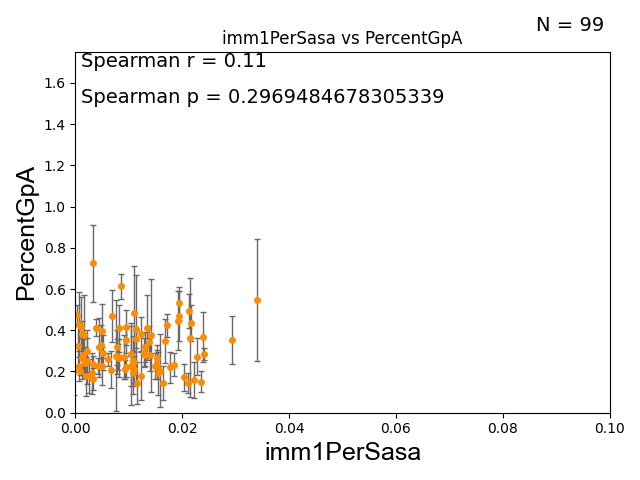 N = 99
imm1PerSasa vs PercentGpA
Spearman r = 0.11
Spearman p = 0.2969484678305339
PercentGpA
1.6
1.4
1.2
1.0
0.8
0.6
0.4
0.2
0.0
0.00 0.02 0.04 0.06 0.08 0.10
imm1PerSasa